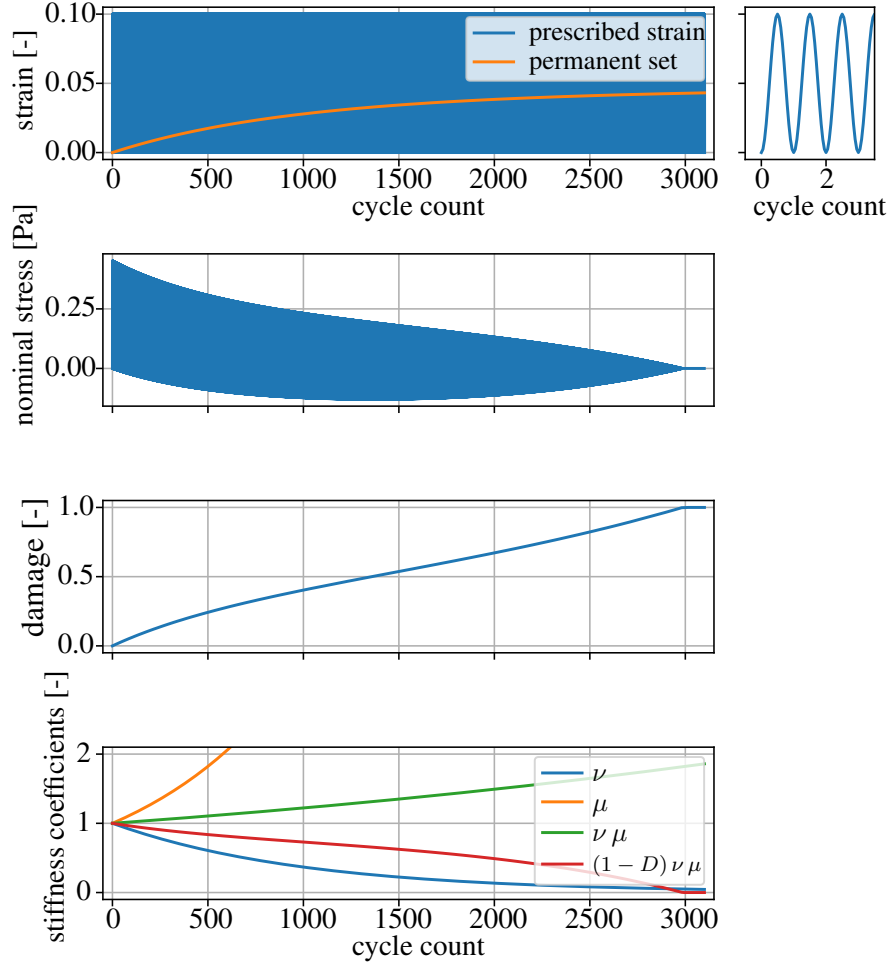 strain [-]
0.10
0.05
0.00
prescribed strain
permanent set
0 500 1000 1500 2000 2500 3000
cycle count
0 2
cycle count
nominal stress [Pa]
0.25
0.00
damage [-]
1.0
0.5
0.0
stiffness coefficients [-]
2
1
0
ν
μ
ν μ
(1 − D) ν μ
0 500 1000 1500 2000 2500 3000
cycle count